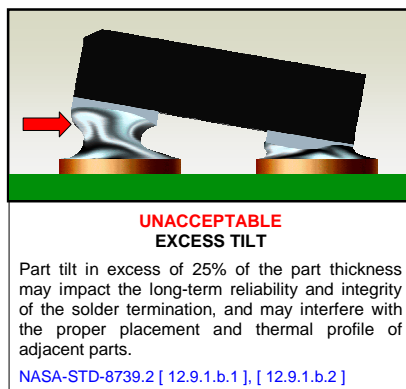 UNACCEPTABLE
EXCESS TILT
Part tilt in excess of 25% of the part thickness
may impact the long-term reliability and integrity
of the solder termination, and may interfere with
the proper placement and thermal profile of
adjacent parts.
NASA-STD-8739.2 [ 12.9.1.b.1 ], [ 12.9.1.b.2 ]